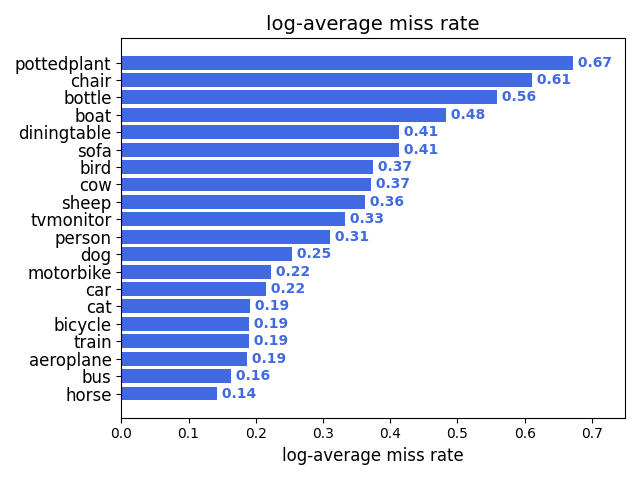 log-average miss rate
pottedplant 0.67
chair 0.61
bottle 0.56
boat 0.48
diningtable 0.41
sofa 0.41
bird 0.37
cow 0.37
sheep 0.36
tvmonitor 0.33
person 0.31
dog 0.25
motorbike 0.22
car 0.22
cat 0.19
bicycle 0.19
train 0.19
aeroplane 0.19
bus 0.16
horse 0.14
0.0 0.1 0.2 0.3 0.4 0.5 0.6 0.7
log-average miss rate